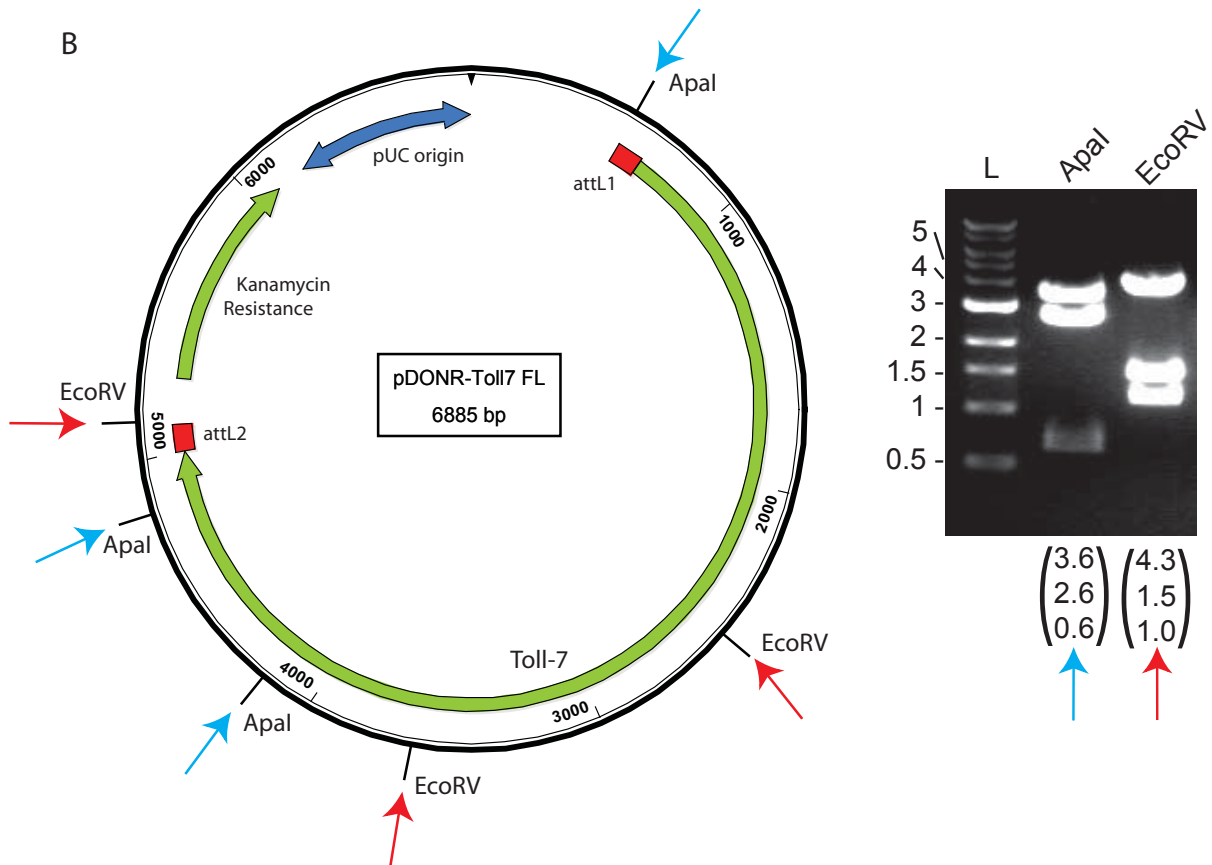 B
ApaI
pUC origin
attL1
6000
1000
Kanamycin
Resistance
pDONR-Toll7 FL
6885 bp
EcoRV
attL2
5000
ApaI
2000
EcoRV
Toll-7
4000
3000
ApaI
EcoRV
L ApaI EcoRV
5
4
3 -
2 -
1.5 -
1 -
0.5 -
(3.6) (4.3)
(2.6) (1.5)
(0.6) (1.0)